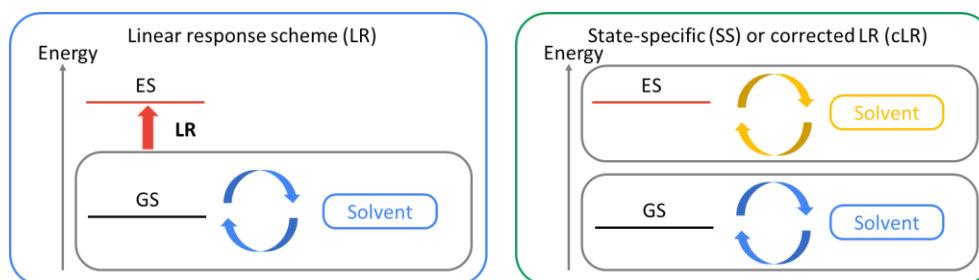 Linear response scheme (LR)
Energy
ES
LR
GS
Solvent
State-specific (SS) or corrected LR (cLR)
Energy
ES
Solvent
GS
Solvent